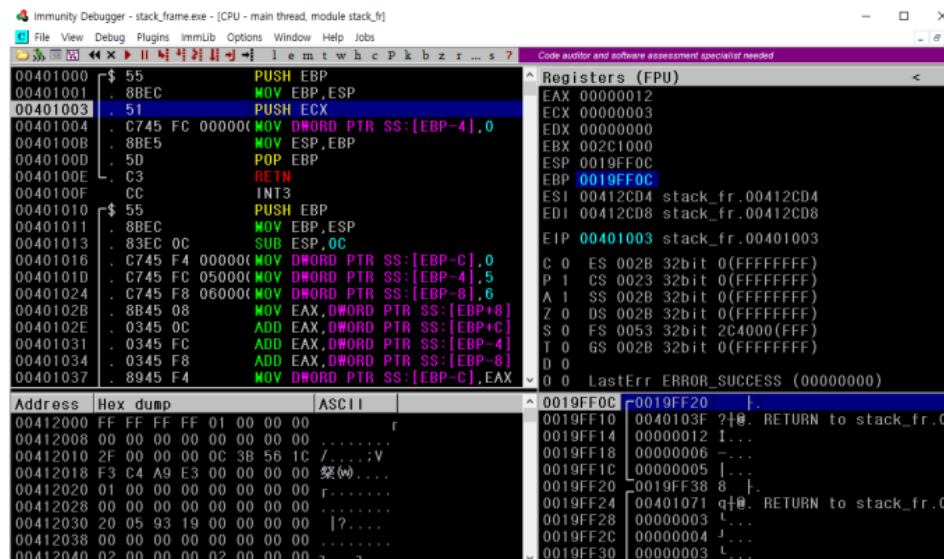 Immunity Debugger - stack_frame.exe - [CPU - main thread, module stack_fr]
File View Debug Plugins ImmLib Options Window Help Jobs
l e m t w h c P k b z r ... s ? Code auditor and software assessment specialist needed
00401000 $ 55 PUSH EBP
00401001 . 8BEC MOV EBP,ESP
00401003 . 51 PUSH ECX
00401004 . C745 FC 000000 MOV DWORD PTR SS:[EBP-4],0
0040100B . 8BE5 MOV ESP,EBP
0040100D . 5D POP EBP
0040100E . C3 RETN
0040100F CC INT3
00401010 $ 55 PUSH EBP
00401011 . 8BEC MOV EBP,ESP
00401013 . 83EC 0C SUB ESP,0C
00401016 . C745 F4 000000 MOV DWORD PTR SS:[EBP-C],0
0040101D . C745 FC 050000 MOV DWORD PTR SS:[EBP-4],5
00401024 . C745 F8 060000 MOV DWORD PTR SS:[EBP-8],6
0040102B . 8B45 08 MOV EAX,DWORD PTR SS:[EBP+8]
0040102E . 0345 0C ADD EAX,DWORD PTR SS:[EBP+C]
00401031 . 0345 FC ADD EAX,DWORD PTR SS:[EBP-4]
00401034 . 0345 F8 ADD EAX,DWORD PTR SS:[EBP-8]
00401037 . 8945 F4 MOV DWORD PTR SS:[EBP-C],EAX
Registers (FPU) <
EAX 00000012
ECX 00000003
EDX 00000000
EBX 002C1000
ESP 0019FF0C
EBP 0019FF0C
ESI 00412CD4 stack_fr.00412CD4
EDI 00412CD8 stack_fr.00412CD8
EIP 00401003 stack_fr.00401003
C 0 ES 002B 32bit 0(FFFFFFFF)
P 1 CS 0023 32bit 0(FFFFFFFF)
A 1 SS 002B 32bit 0(FFFFFFFF)
Z 0 DS 002B 32bit 0(FFFFFFFF)
S 0 FS 0053 32bit 2C4000(FFF)
T 0 GS 002B 32bit 0(FFFFFFFF)
D 0
O 0 LastErr ERROR_SUCCESS (00000000)
Address Hex dump ASCII
00412000 FF FF FF FF 01 00 00 00
00412008 00 00 00 00 00 00 00 00 ........
00412010 2F 00 00 00 0C 3B 56 1C /....;V
00412018 F3 C4 A9 E3 00 00 00 00
00412020 01 00 00 00 00 00 00 00
00412028 00 00 00 00 00 00 00 00 ........
00412030 20 05 93 19 00 00 00 00
00412038 00 00 00 00 00 00 00 00 ........
00412040 02 00 00 00 02 00 00 00
0019FF0C 0019FF20
0019FF10 0040103F RETURN to stack_fr.0
0019FF14 00000012
0019FF18 00000006
0019FF1C 00000005
0019FF20 0019FF38 8
0019FF24 00401071 RETURN to stack_fr.0
0019FF28 00000003
0019FF2C 00000004
0019FF30 00000003